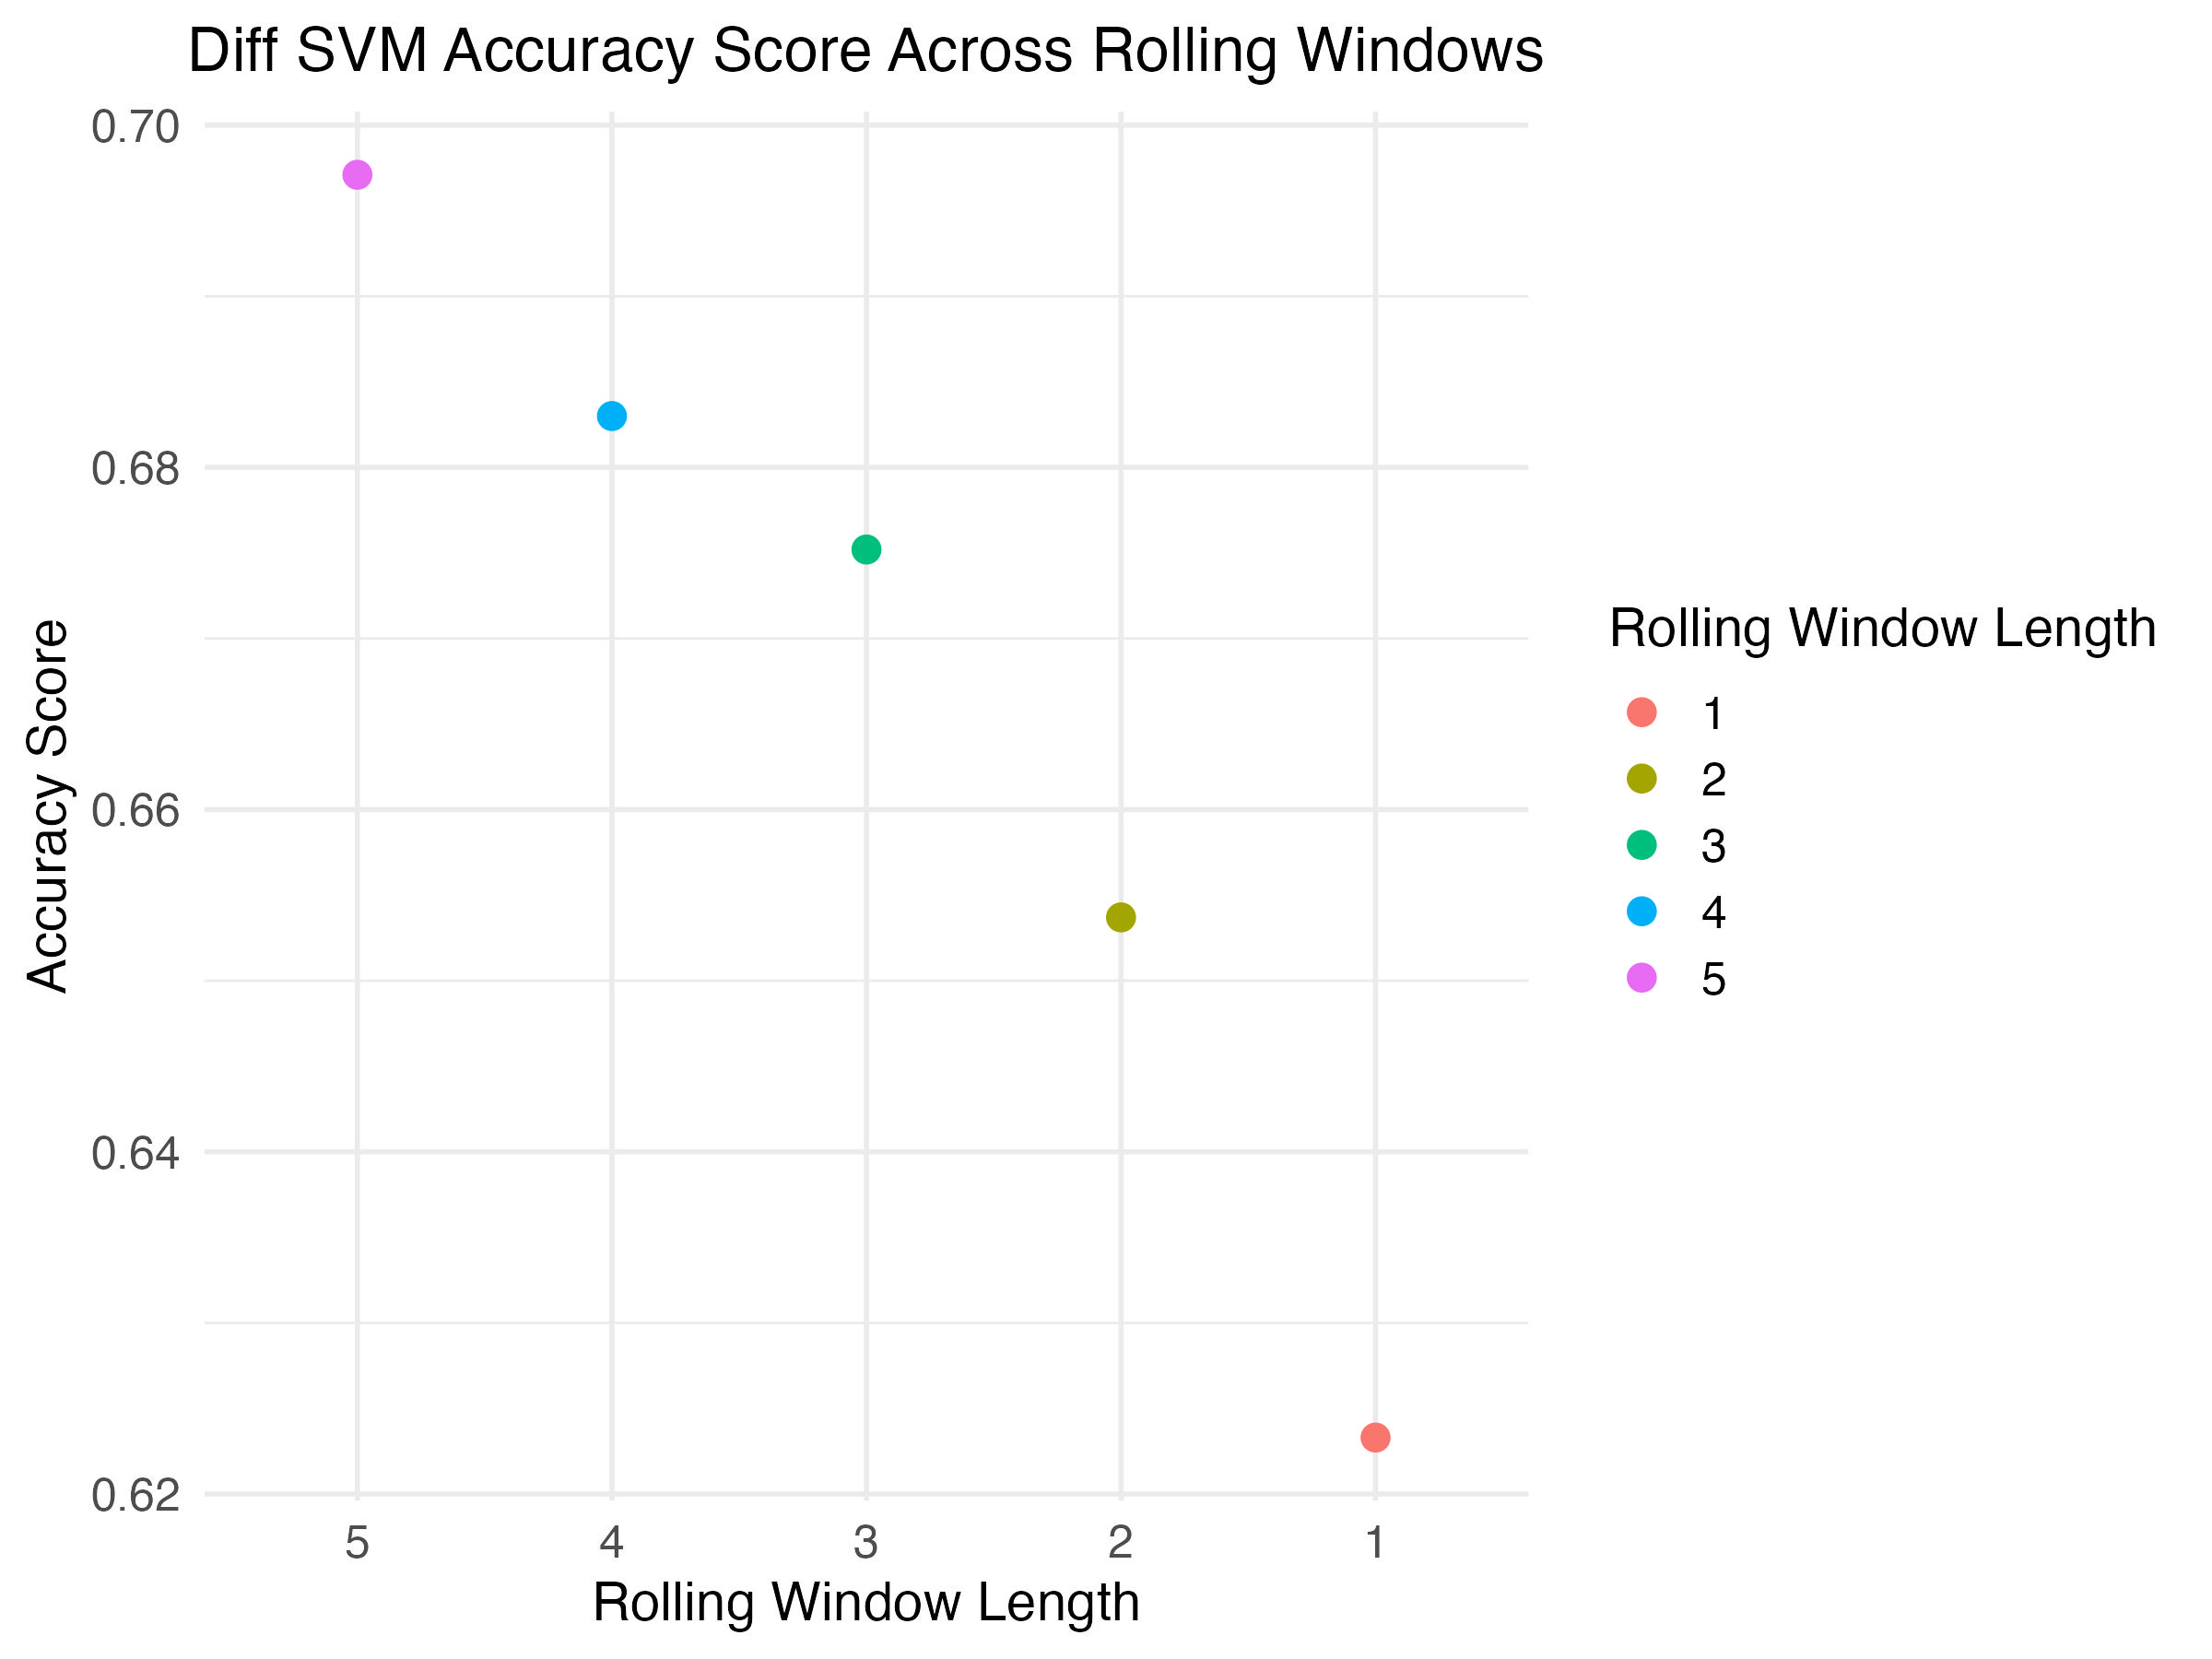 Diff SVM Accuracy Score Across Rolling Windows
Accuracy Score
0.70
0.68
0.66
0.64
0.62
5 4 3 2 1
Rolling Window Length
Rolling Window Length
1
2
3
4
5